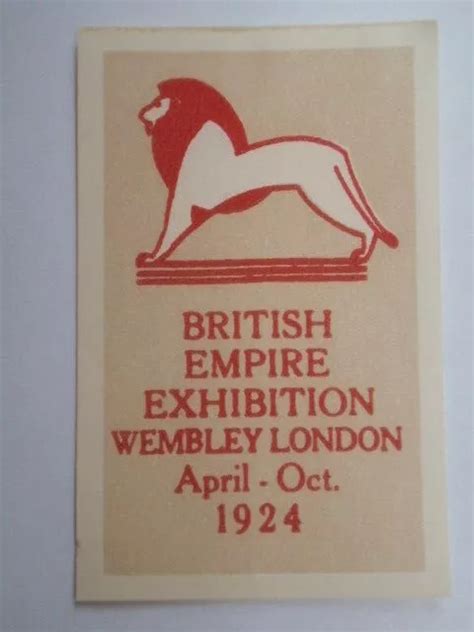 BRITISH
EMPIRE
EXHIBITION
WEMBLEY LONDON
April - Oct.
1924